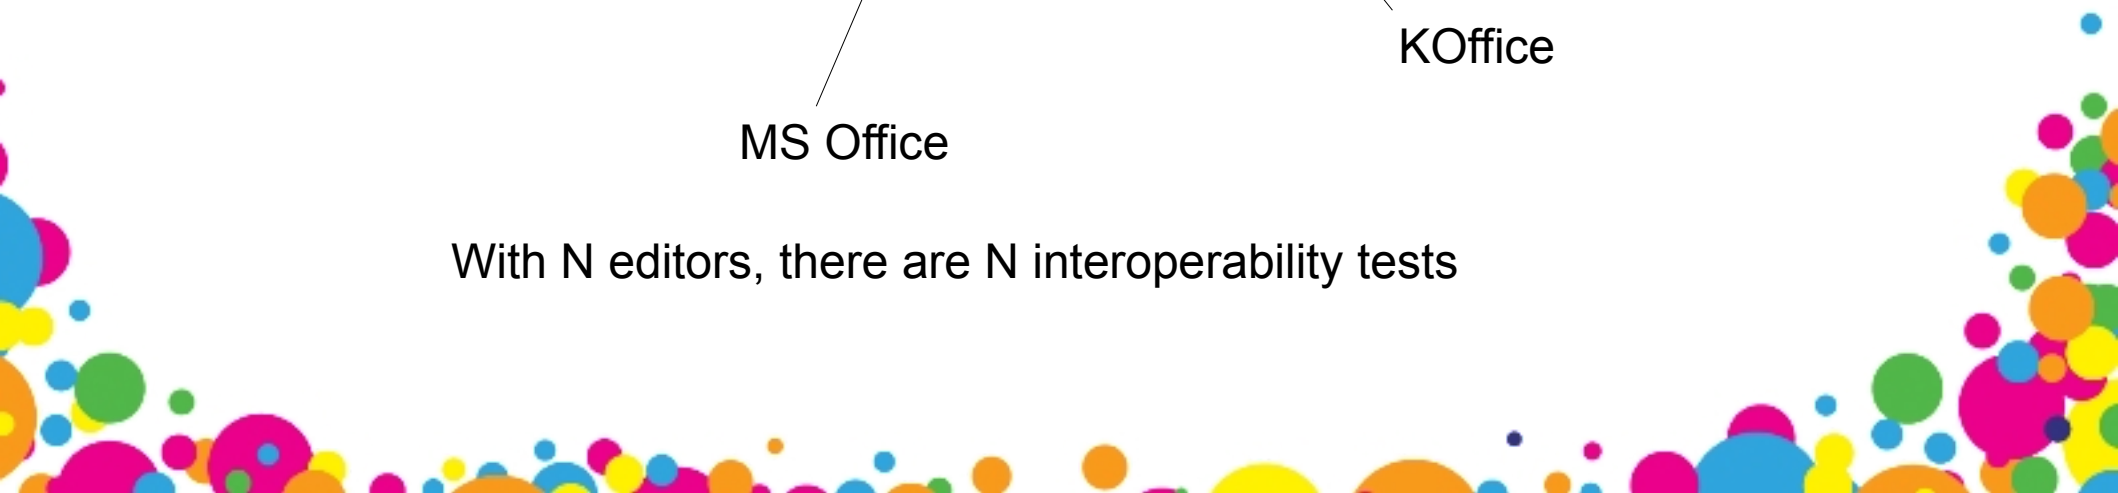 KOffice
MS Office
With N editors, there are N interoperability tests